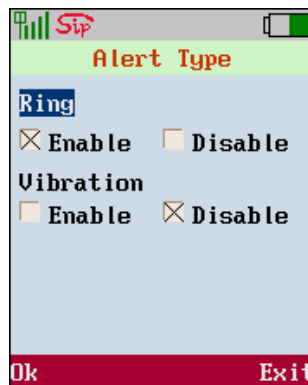 Sip
Alert Type
Ring
Enable Disable
Vibration
Enable Disable
Ok Exit